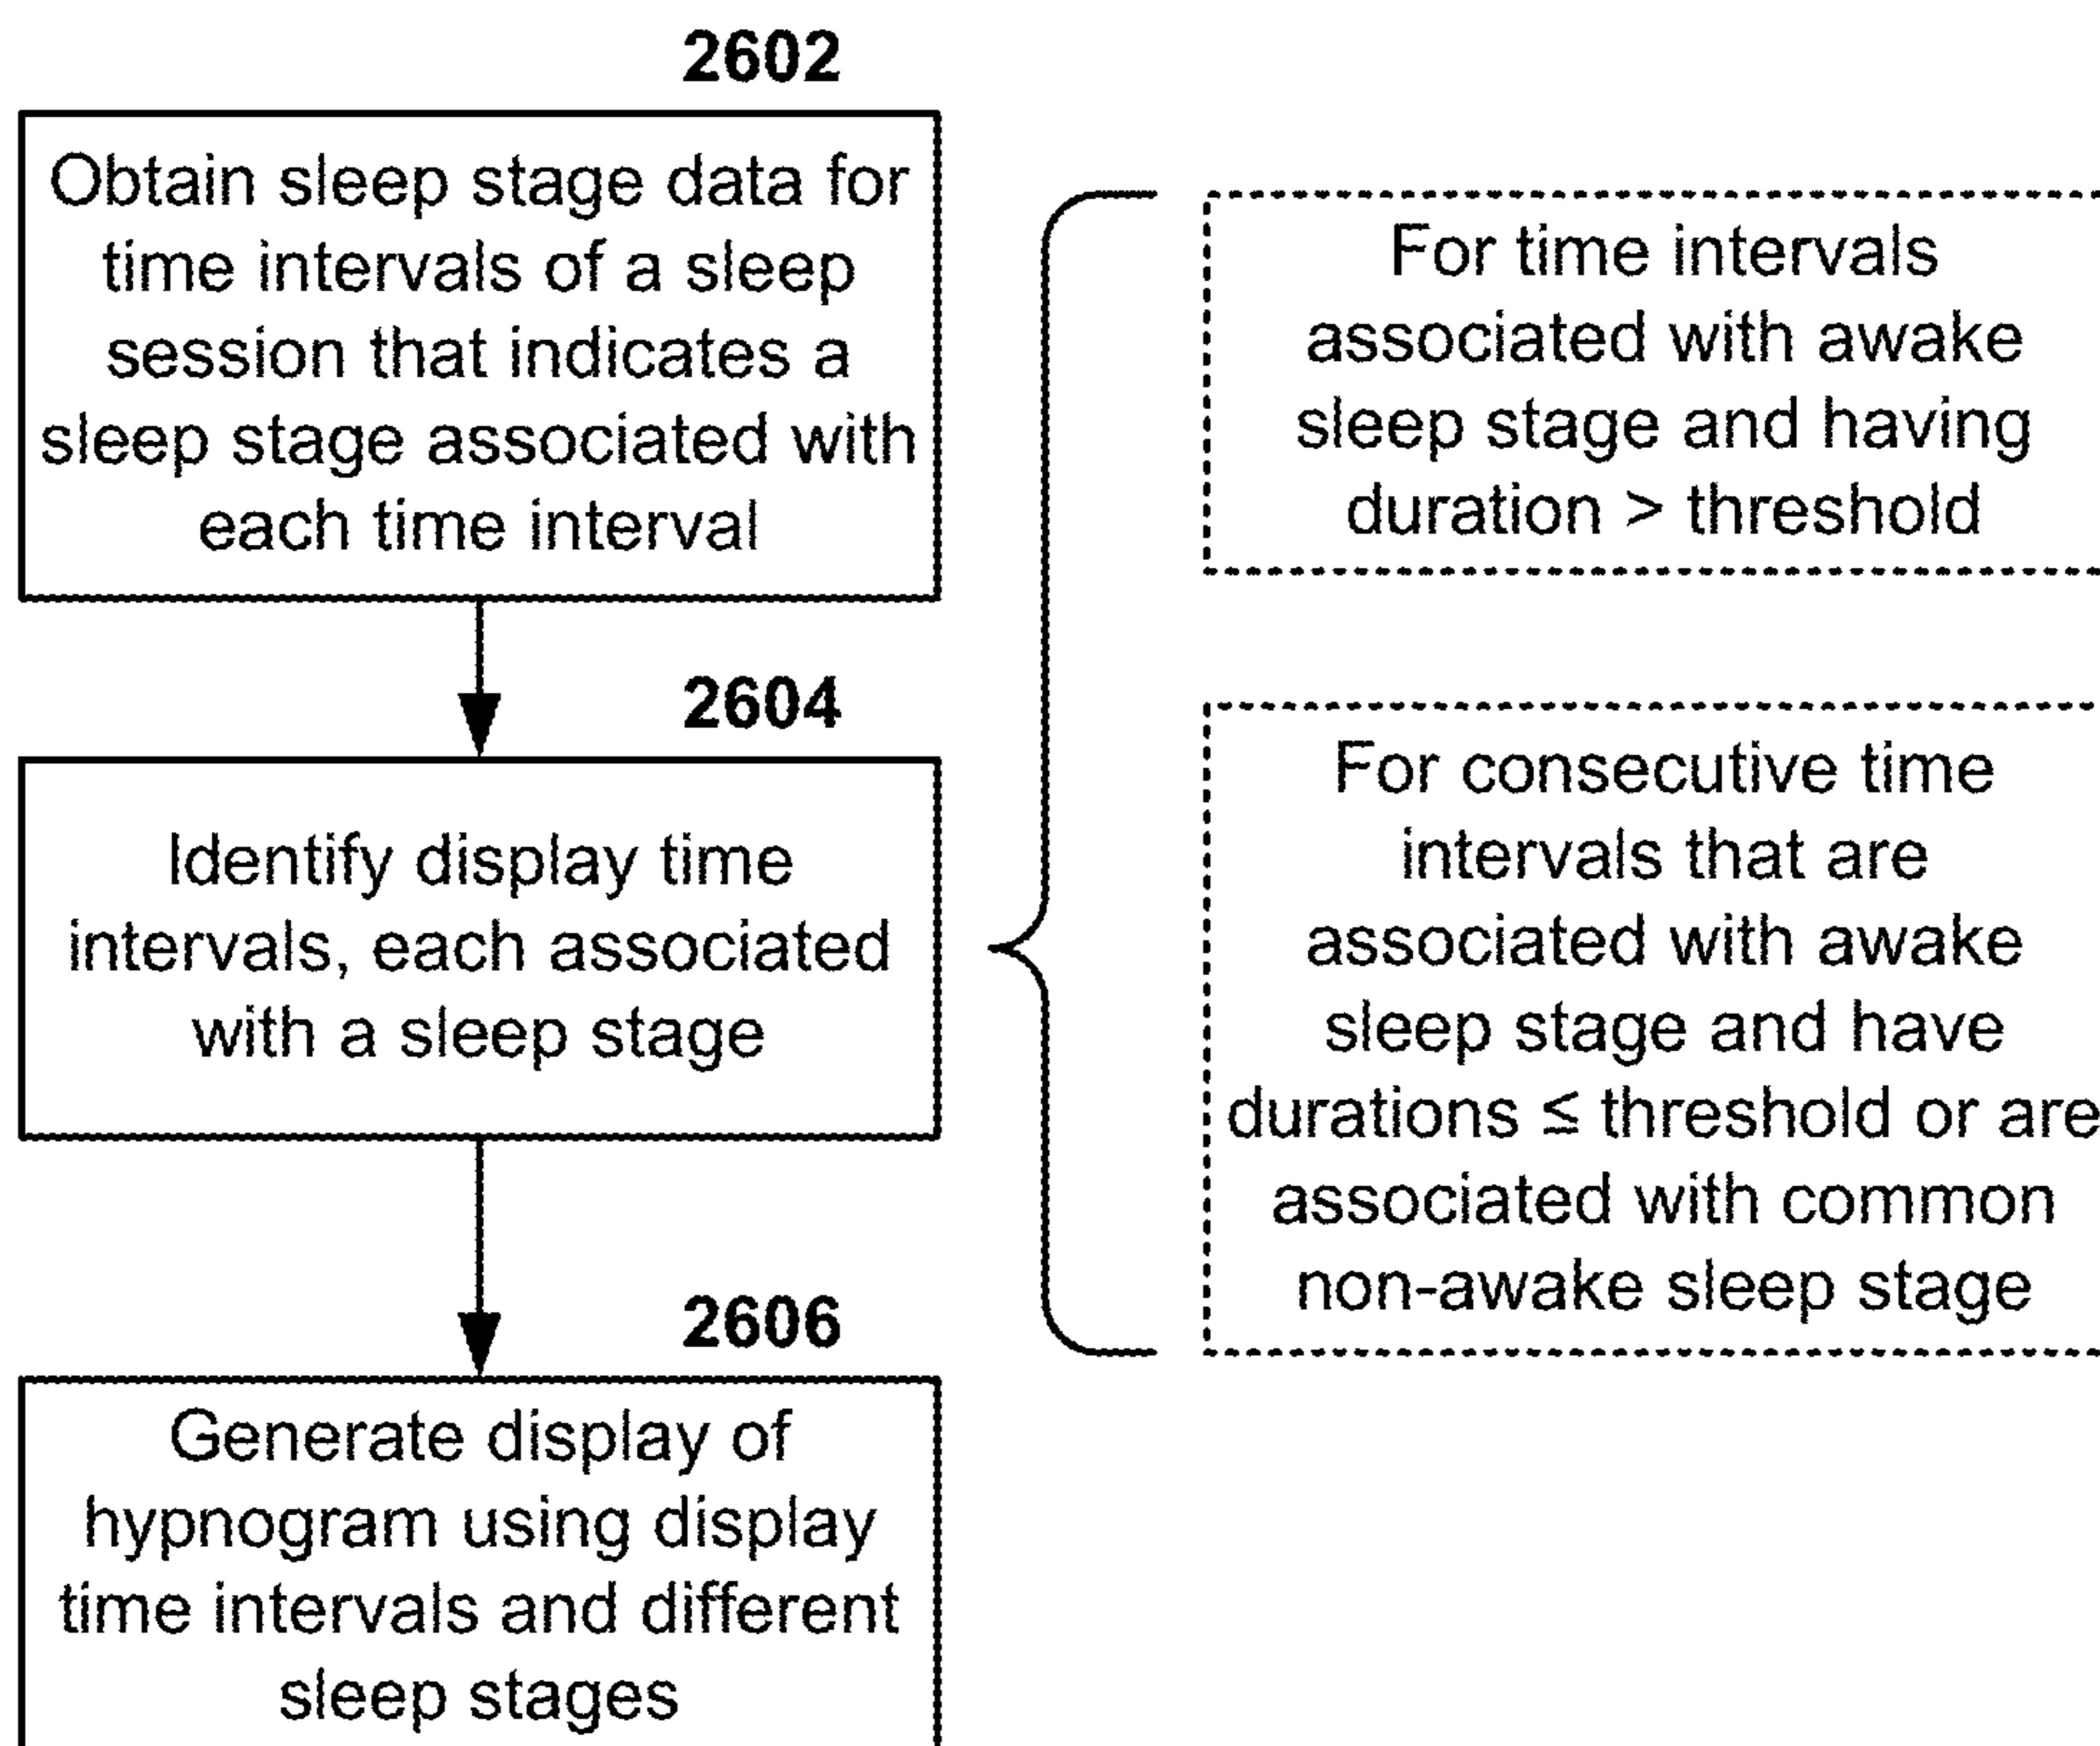 2602
Obtain sleep stage data for
time intervals of a sleep
session that indicates a
sleep stage associated with
each time interval
2604
Identify display time
intervals, each associated
with a sleep stage
2606
Generate display of
hypnogram using display
time intervals and different
sleep stages
For time intervals
associated with awake
sleep stage and having
duration > threshold
For consecutive time
intervals that are
associated with awake
sleep stage and have
durations ≤ threshold or are
associated with common
non-awake sleep stage